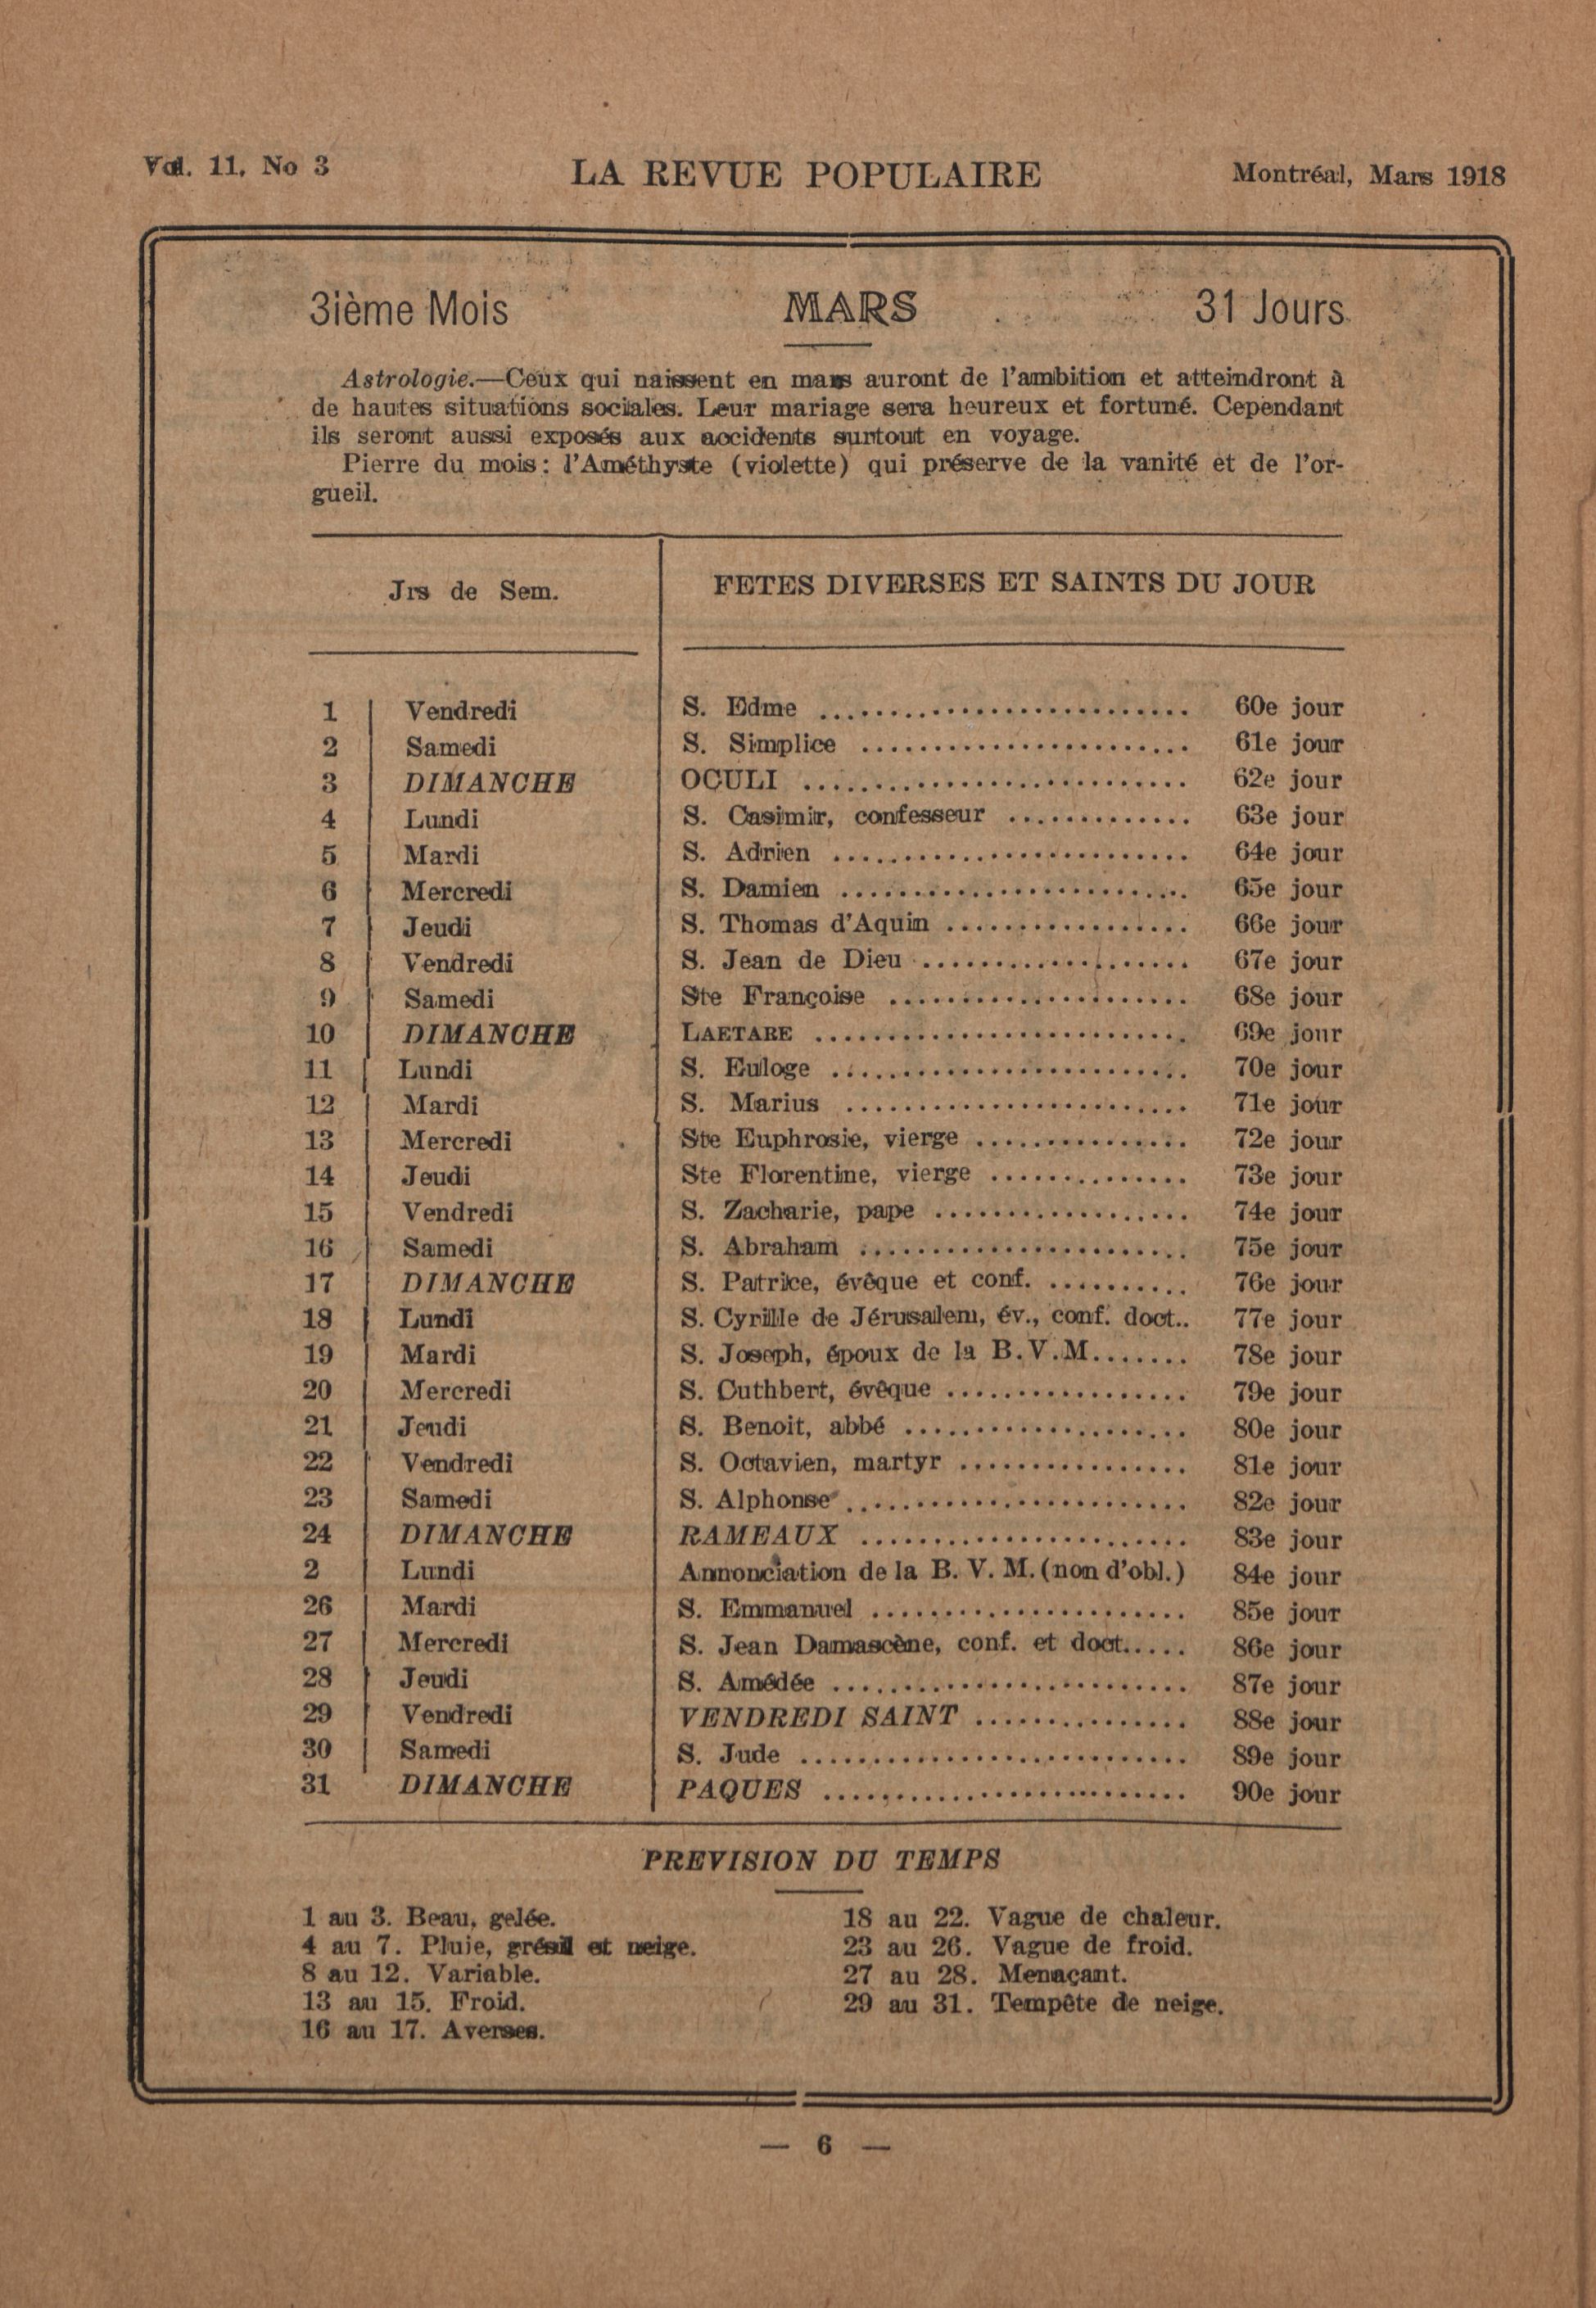 Vol. 11, No 3 LA REVUE POPULAIRE Montréal, Mars 1918
3ième Mois MARS 31 Jours
Astrologie.—Ceux qui naissent en mars auront de l'ambition et atteindront à
de hautes situations sociales. Leur mariage sera heureux et fortuné. Cependant
ils seront aussi exposés aux accidents surtout en voyage.
Pierre du mois: l'Améthyste (violette) qui préserve de la vanité et de l'or-
gueil.
Jrs de Sem. FETES DIVERSES ET SAINTS DU JOUR
1 Vendredi S. Edme .......................... 60e jour
2 Samedi S. Simplice ....................... 61e jour
3 DIMANCHE OCULI ........................... 62e jour
4 Lundi S. Casimir, confesseur ............. 63e jour
5 Mardi S. Adrien ......................... 64e jour
6 Mercredi S. Damien ........................ 65e jour
7 Jeudi S. Thomas d'Aquin ................. 66e jour
8 Vendredi S. Jean de Dieu ................... 67e jour
9 Samedi Ste Françoise ..................... 68e jour
10 DIMANCHE LAETARE .......................... 69e jour
11 Lundi S. Euloge ......................... 70e jour
12 Mardi S. Marius ........................ 71e jour
13 Mercredi Ste Euphrosie, vierge ............... 72e jour
14 Jeudi Ste Florentine, vierge .............. 73e jour
15 Vendredi S. Zacharie, pape .................. 74e jour
16 Samedi S. Abraham ....................... 75e jour
17 DIMANCHE S. Patrice, évêque et conf. .......... 76e jour
18 Lundi S. Cyrille de Jérusalem, év., conf. doct.. 77e jour
19 Mardi S. Joseph, époux de la B.V.M....... 78e jour
20 Mercredi S. Cuthbert, évêque ................. 79e jour
21 Jeudi S. Benoit, abbé .................... 80e jour
22 Vendredi S. Octavien, martyr ................ 81e jour
23 Samedi S. Alphonse ........................ 82e jour
24 DIMANCHE RAMEAUX ....................... 83e jour
2 Lundi Annonciation de la B. V. M. (non d'obl.) 84e jour
26 Mardi S. Emmanuel ...................... 85e jour
27 Mercredi S. Jean Damascène, conf. et doct..... 86e jour
28 Jeudi S. Amédée ......................... 87e jour
29 Vendredi VENDREDI SAINT ............... 88e jour
30 Samedi S. Jude ........................... 89e jour
31 DIMANCHE PAQUES .......................... 90e jour
PREVISION DU TEMPS
1 au 3. Beau, gelée.
4 au 7. Pluie, grésil et neige.
8 au 12. Variable.
13 au 15. Froid.
16 au 17. Averses.
18 au 22. Vague de chaleur.
23 au 26. Vague de froid.
27 au 28. Menaçant.
29 au 31. Tempête de neige.
— 6 —